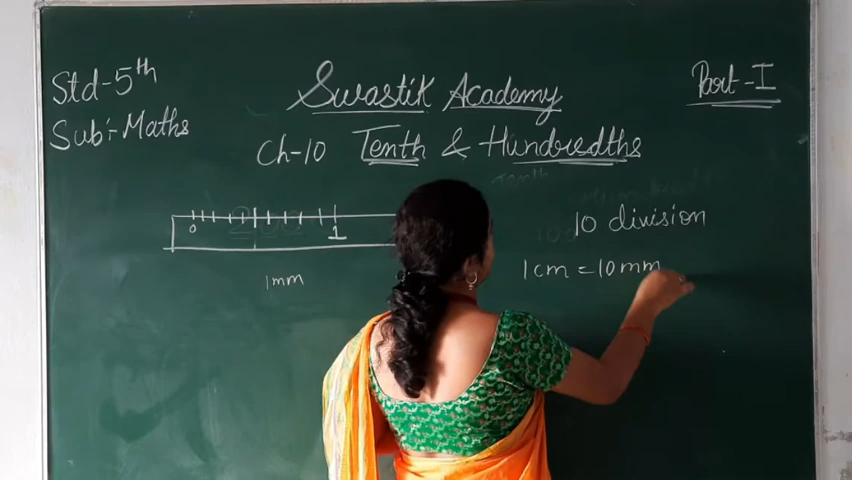 Std-5th
Sub:-Maths
Swastik Academy
Part-I
Ch-10 Tenth & Hundredths
0 1
1mm
10 division
1cm = 10mm